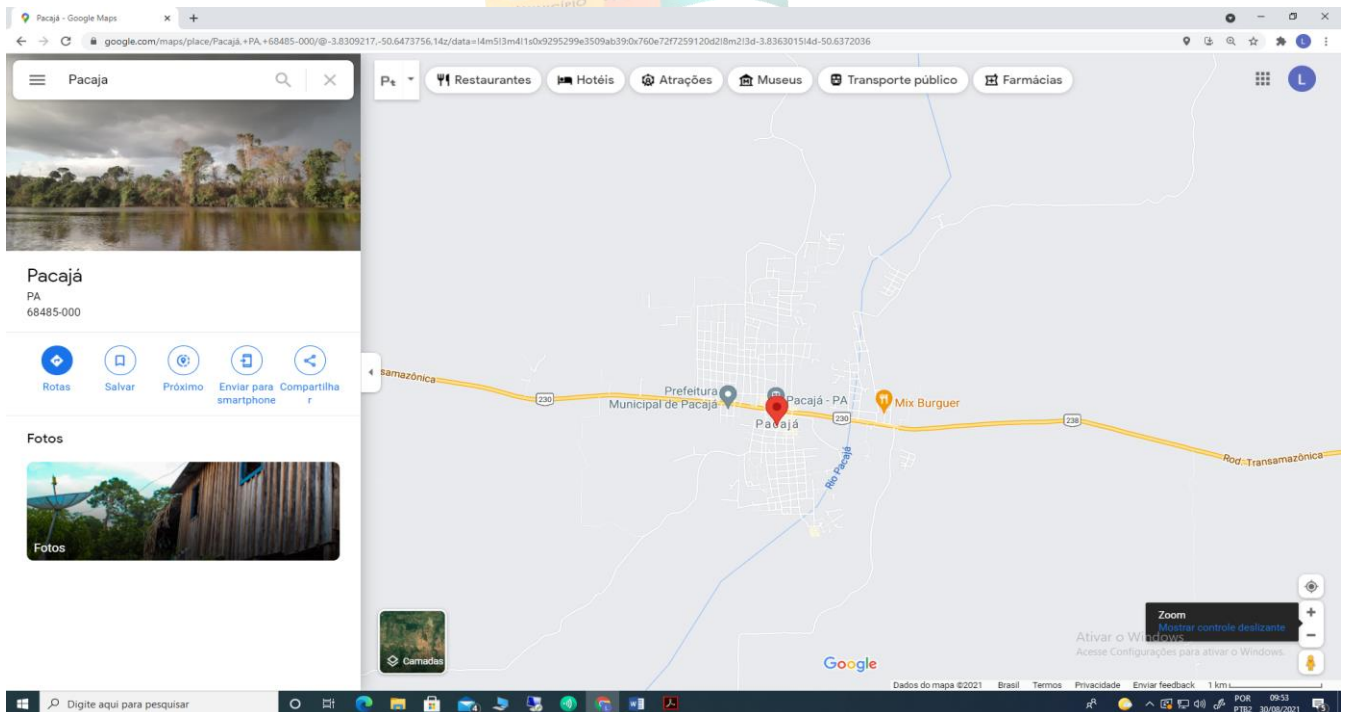 município
Pacajá - Google Maps
google.com/maps/place/Pacajá,+PA,+68485-000/@-3.8309217,-50.6473756,14z/data=!4m5!3m4!1s0x9295299e3509ab39:0x760e72f7259120d2!8m2!3d-3.8363015!4d-50.6372036
Pacaja
Restaurantes
Hotéis
Atrações
Museus
Transporte público
Farmácias
L
L
Pacajá
PA
68485-000
Rotas
Salvar
Próximo
Enviar para
smartphone
Compartilha
r
Fotos
Fotos
samazônica
230
Prefeitura
Municipal de Pacajá
Pacajá - PA
Pacajá
230
Mix Burguer
230
Rod. Transamazônica
Rio Pacajá
Camadas
Google
Zoom
Mostrar controle deslizante
Ativar o Windows
Acesse Configurações para ativar o Windows.
Dados do mapa ©2021 Brasil Termos Privacidade Enviar feedback 1 km
Digite aqui para pesquisar
POR
PTB2
09:53
30/08/2021